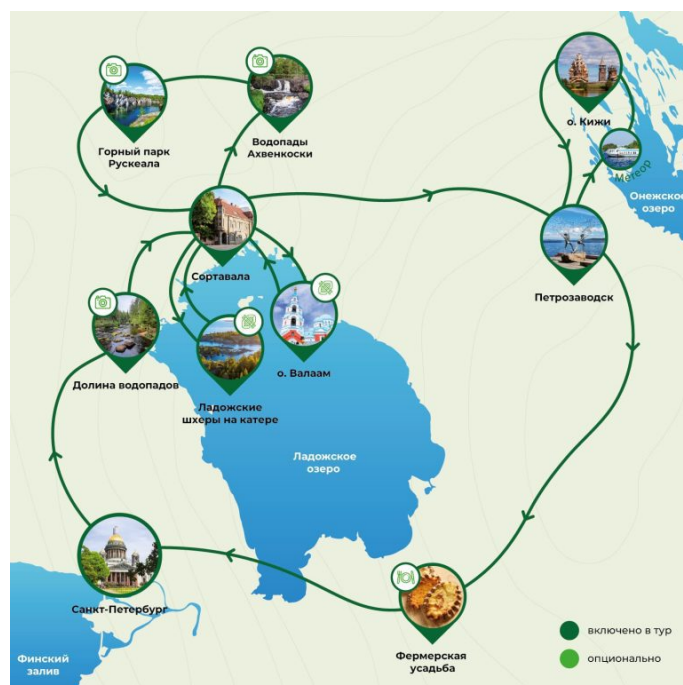 о. Кижи
Горный парк
Рускеала
Водопады
Ахвенкоски
Метеор
Онежское
озеро
Сортавала
Петрозаводск
о. Валаам
Долина водопадов
Ладожские
шхеры на катере
Ладожское
озеро
Санкт-Петербург
Фермерская
усадьба
Финский
залив
включено в тур
опционально